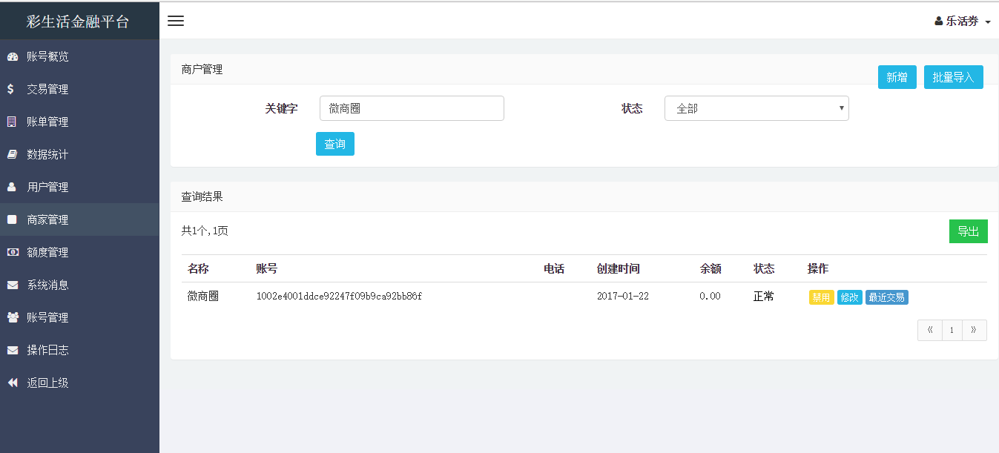 彩生活金融平台
乐活券
账号概览
交易管理
账单管理
数据统计
用户管理
商家管理
额度管理
系统消息
账号管理
操作日志
返回上级
商户管理
新增 批量导入
关键字 微商圈 状态 全部
查询
查询结果
共1个,1页
导出
名称 账号 电话 创建时间 余额 状态 操作
微商圈 1002e4001ddce92247f09b9ca92bb86f 2017-01-22 0.00 正常 禁用 修改 最近交易
« 1 »